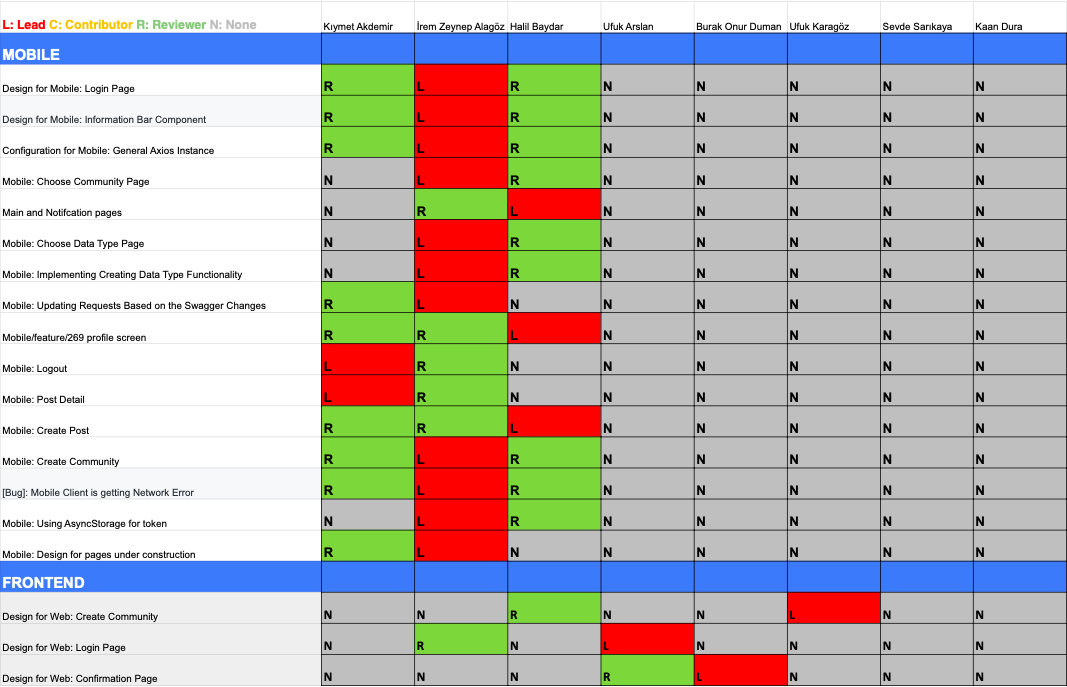 L: Lead C: Contributor R: Reviewer N: None Kıymet Akdemir İrem Zeynep Alagöz Halil Baydar Ufuk Arslan Burak Onur Duman Ufuk Karagöz Sevde Sarıkaya Kaan Dura
MOBILE
Design for Mobile: Login Page R L R N N N N N
Design for Mobile: Information Bar Component R L R N N N N N
Configuration for Mobile: General Axios Instance R L R N N N N N
Mobile: Choose Community Page N L R N N N N N
Main and Notifcation pages N R L N N N N N
Mobile: Choose Data Type Page N L R N N N N N
Mobile: Implementing Creating Data Type Functionality N L R N N N N N
Mobile: Updating Requests Based on the Swagger Changes R L N N N N N N
Mobile/feature/269 profile screen R R L N N N N N
Mobile: Logout L R N N N N N N
Mobile: Post Detail L R N N N N N N
Mobile: Create Post R R L N N N N N
Mobile: Create Community R L R N N N N N
[Bug]: Mobile Client is getting Network Error R L R N N N N N
Mobile: Using AsyncStorage for token N L R N N N N N
Mobile: Design for pages under construction R L N N N N N N
FRONTEND
Design for Web: Create Community N N R N N L N N
Design for Web: Login Page N R N L N N N N
Design for Web: Confirmation Page N N N R L N N N